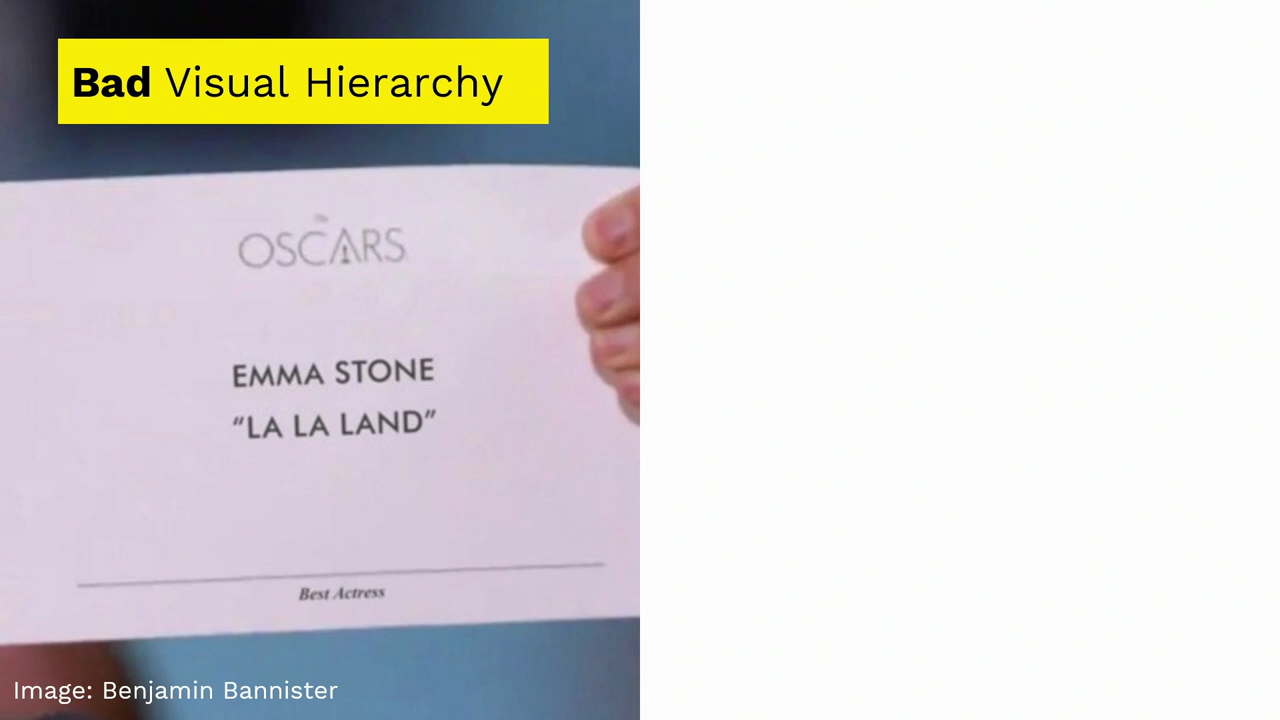 Bad Visual Hierarchy
OSCARS
EMMA STONE
“LA LA LAND”
Best Actress
Image: Benjamin Bannister